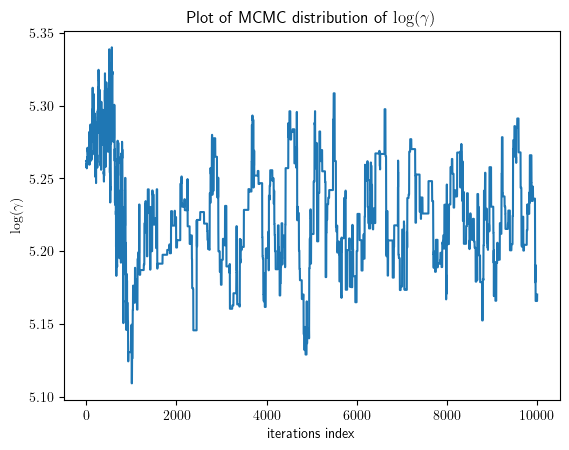 Plot of MCMC distribution of log(γ)
5.35
5.30
5.25
5.20
5.15
5.10
log(γ)
0 2000 4000 6000 8000 10000
iterations index